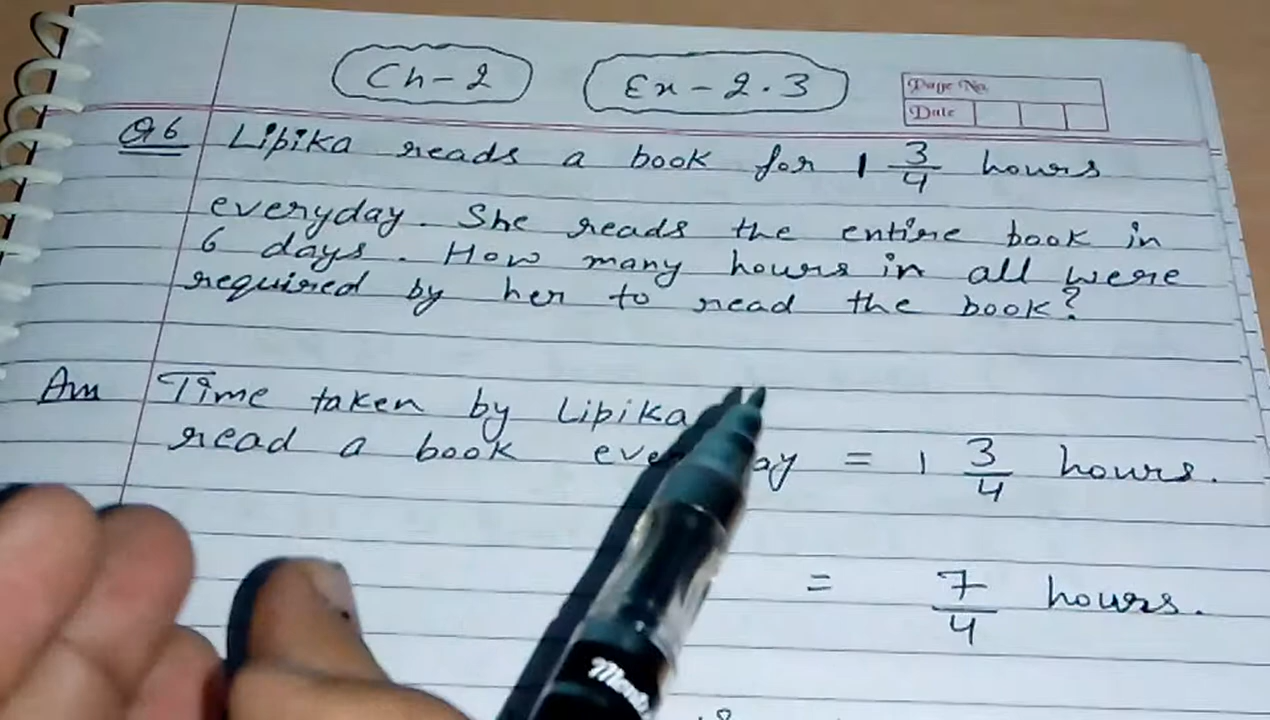 Ch-2 Ex-2.3
Page No.
Date
Q6 Lipika reads a book for 1 3/4 hours
everyday. She reads the entire book in
6 days. How many hours in all were
required by her to read the book?
Ans Time taken by Lipika
read a book = 1 3/4 hours.
= 7/4 hours.